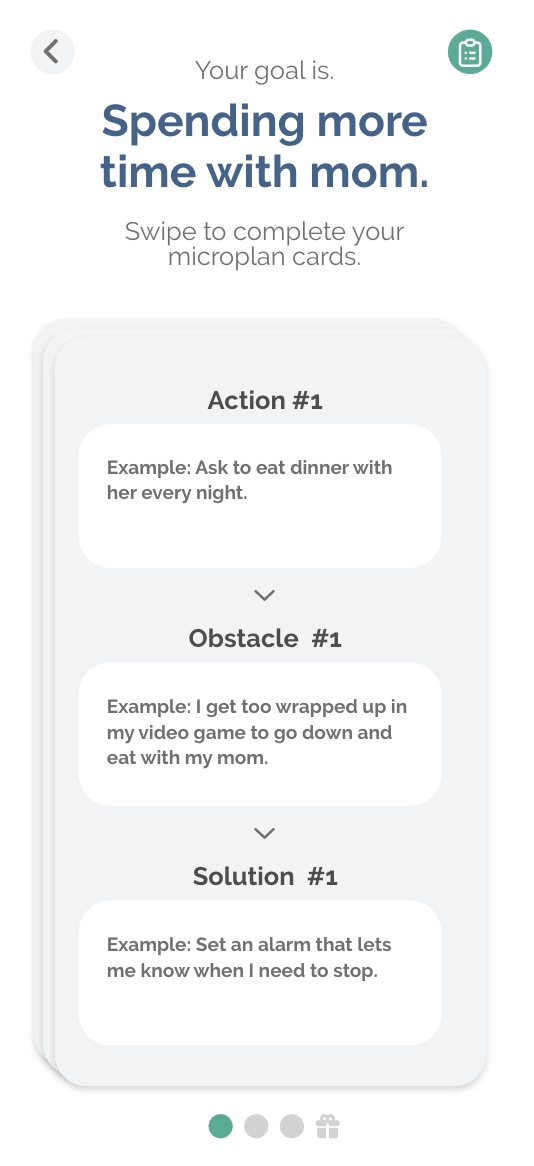 Your goal is.
Spending more
time with mom.
Swipe to complete your
microplan cards.
Action #1
Example: Ask to eat dinner with
her every night.
Obstacle  #1
Example: I get too wrapped up in
my video game to go down and
eat with my mom.
Solution  #1
Example: Set an alarm that lets
me know when I need to stop.